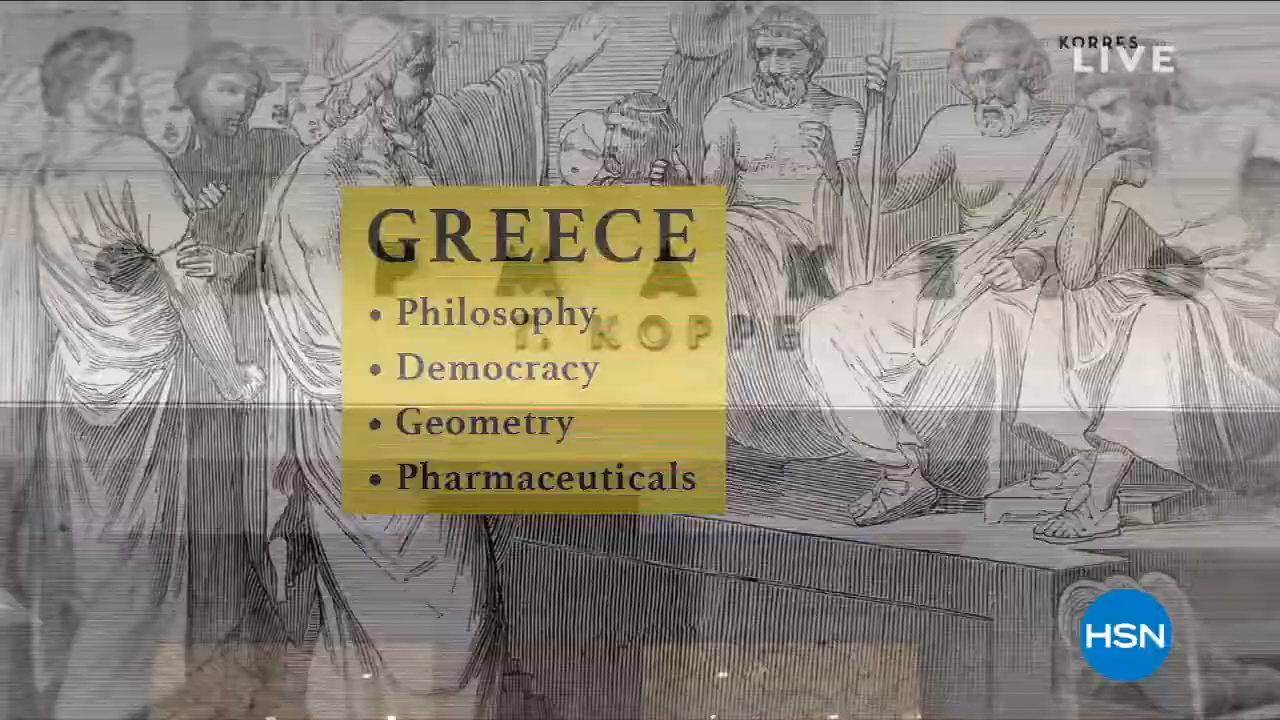 KORRES
LIVE
GREECE
• Philosophy
• Democracy
• Geometry
• Pharmaceuticals
HSN